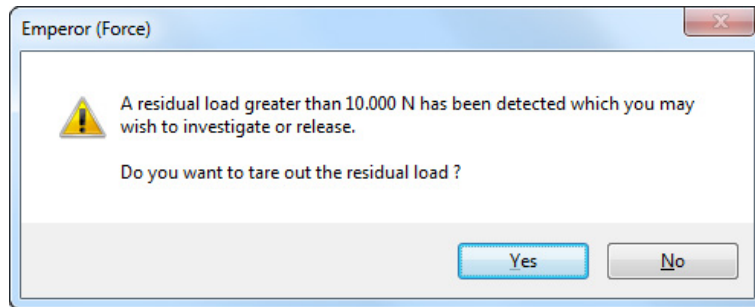 Emperor (Force)
A residual load greater than 10.000 N has been detected which you may
wish to investigate or release.
Do you want to tare out the residual load ?
Yes
No